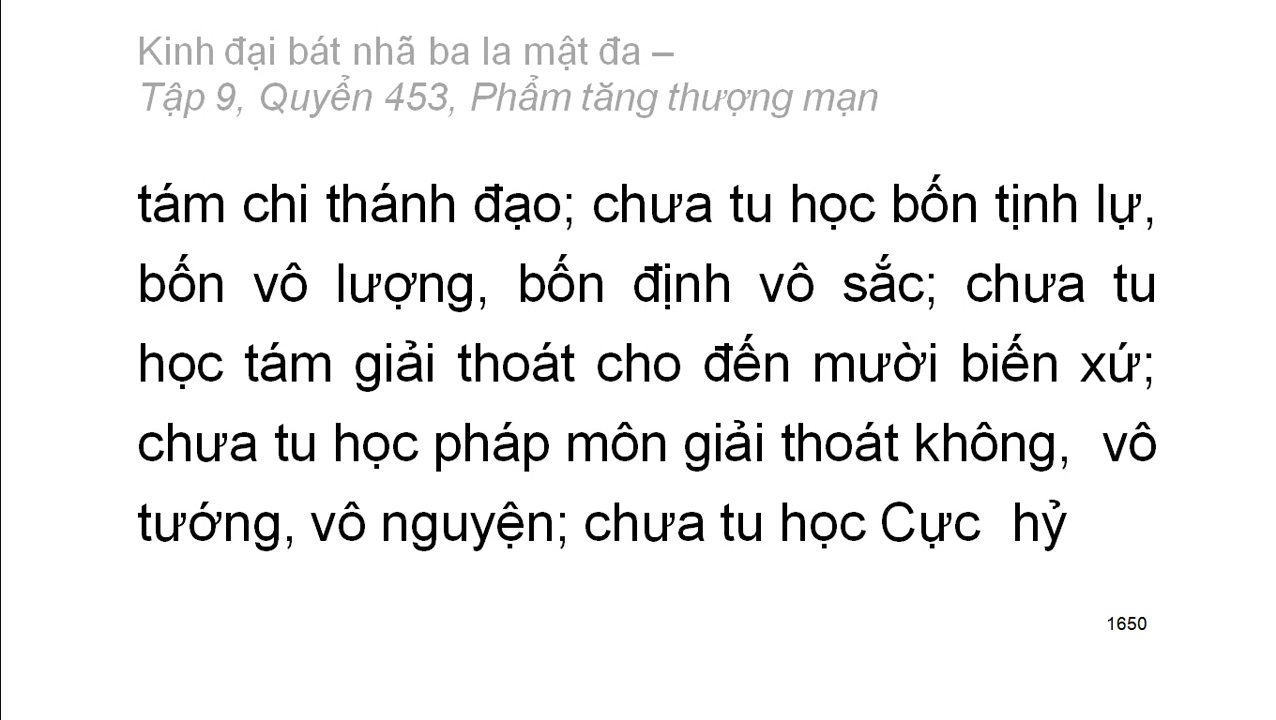 Kinh đại bát nhã ba la mật đa –
Tập 9, Quyển 453, Phẩm tăng thượng mạn
tám chi thánh đạo; chưa tu học bốn tịnh lự,
bốn vô lượng, bốn định vô sắc; chưa tu
học tám giải thoát cho đến mười biến xứ;
chưa tu học pháp môn giải thoát không, vô
tướng, vô nguyện; chưa tu học Cực hỷ
1650